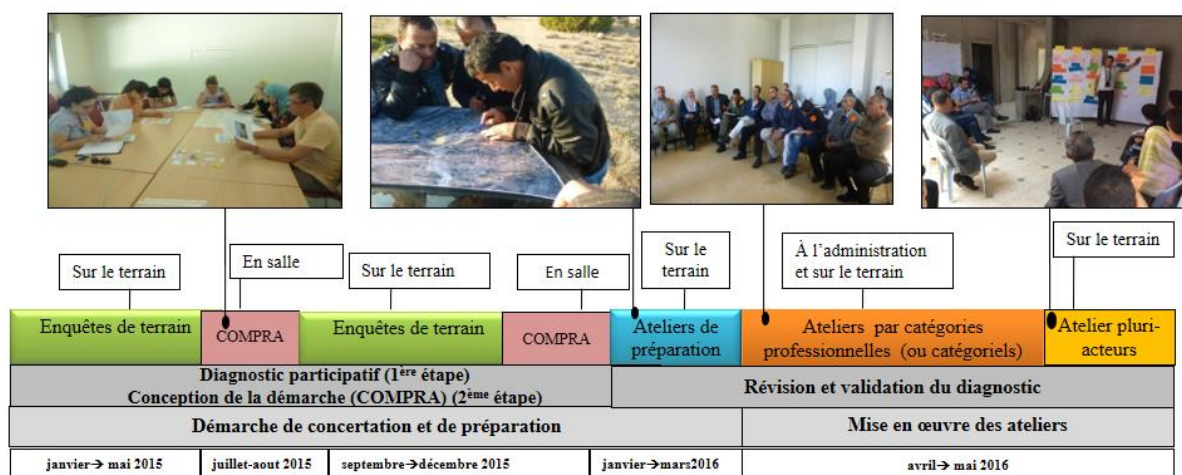 Sur le terrain
En salle
Sur le terrain
En salle
Sur le
terrain
À l'administration
et sur le terrain
Sur le terrain
Enquêtes de terrain
COMPRA
Enquêtes de terrain
COMPRA
Ateliers de
préparation
Ateliers par catégories
professionnelles (ou catégoriels)
Atelier pluri-
acteurs
Diagnostic participatif (1ère étape)
Conception de la démarche (COMPRA) (2ème étape)
Révision et validation du diagnostic
Démarche de concertation et de préparation
Mise en œuvre des ateliers
janvier→ mai 2015
juillet-aout 2015
septembre→décembre 2015
janvier→mars2016
avril→ mai 2016